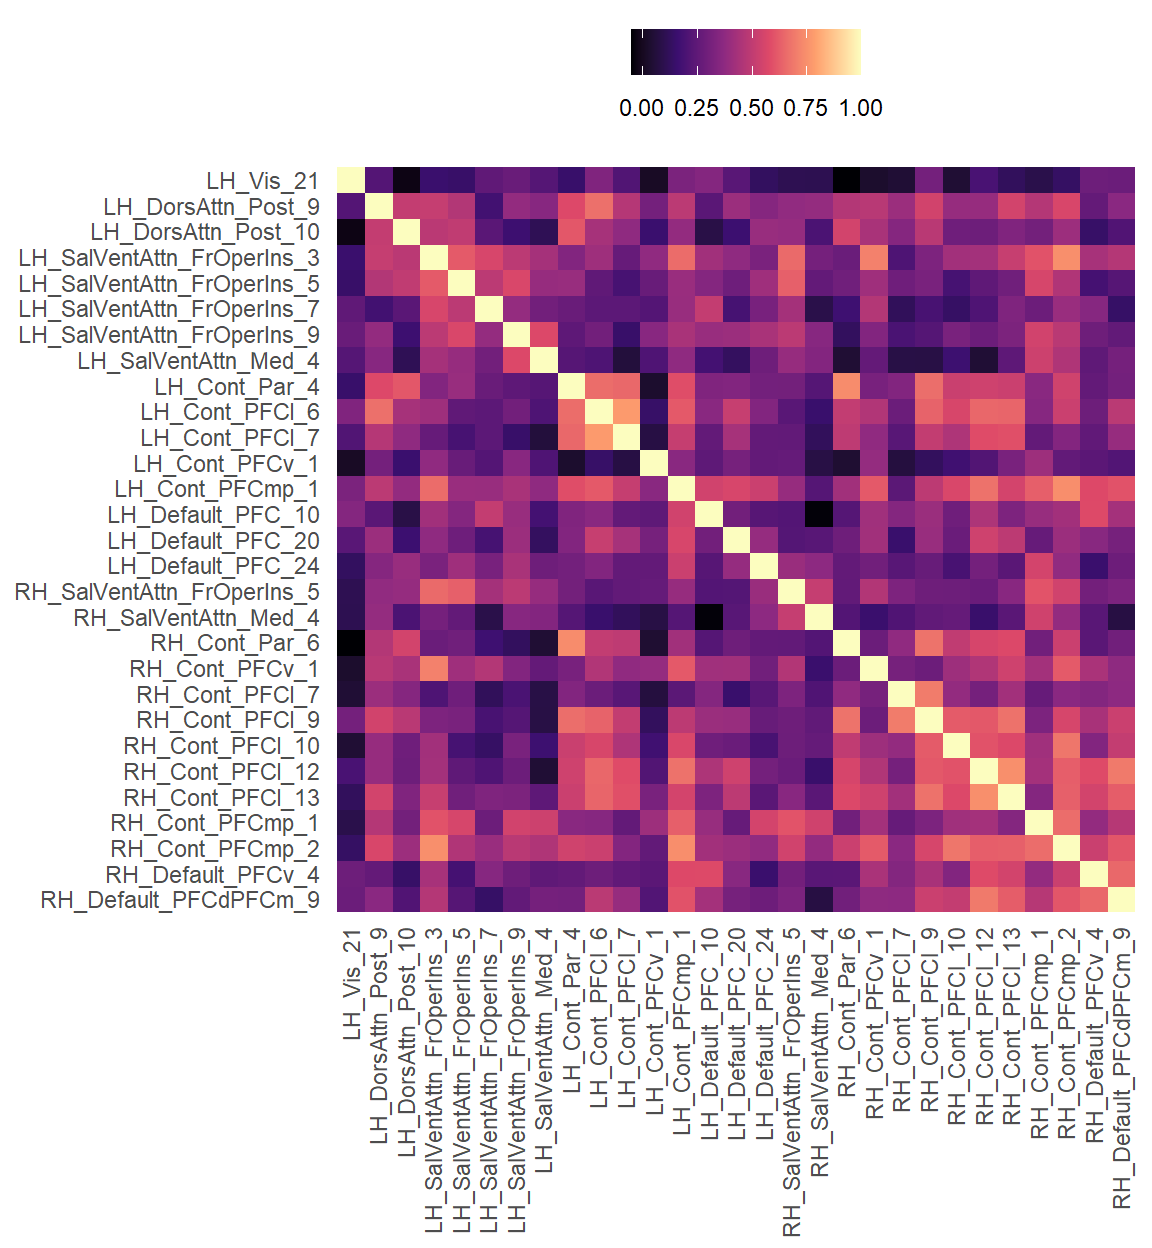 0.00 0.25 0.50 0.75 1.00
LH_Vis_21
LH_DorsAttn_Post_9
LH_DorsAttn_Post_10
LH_SalVentAttn_FrOperIns_3
LH_SalVentAttn_FrOperIns_5
LH_SalVentAttn_FrOperIns_7
LH_SalVentAttn_FrOperIns_9
LH_SalVentAttn_Med_4
LH_Cont_Par_4
LH_Cont_PFCl_6
LH_Cont_PFCl_7
LH_Cont_PFCv_1
LH_Cont_PFCmp_1
LH_Default_PFC_10
LH_Default_PFC_20
LH_Default_PFC_24
RH_SalVentAttn_FrOperIns_5
RH_SalVentAttn_Med_4
RH_Cont_Par_6
RH_Cont_PFCv_1
RH_Cont_PFCl_7
RH_Cont_PFCl_9
RH_Cont_PFCl_10
RH_Cont_PFCl_12
RH_Cont_PFCl_13
RH_Cont_PFCmp_1
RH_Cont_PFCmp_2
RH_Default_PFCv_4
RH_Default_PFCdPFCm_9
LH_Vis_21
LH_DorsAttn_Post_9
LH_DorsAttn_Post_10
LH_SalVentAttn_FrOperIns_3
LH_SalVentAttn_FrOperIns_5
LH_SalVentAttn_FrOperIns_7
LH_SalVentAttn_FrOperIns_9
LH_SalVentAttn_Med_4
LH_Cont_Par_4
LH_Cont_PFCl_6
LH_Cont_PFCl_7
LH_Cont_PFCv_1
LH_Cont_PFCmp_1
LH_Default_PFC_10
LH_Default_PFC_20
LH_Default_PFC_24
RH_SalVentAttn_FrOperIns_5
RH_SalVentAttn_Med_4
RH_Cont_Par_6
RH_Cont_PFCv_1
RH_Cont_PFCl_7
RH_Cont_PFCl_9
RH_Cont_PFCl_10
RH_Cont_PFCl_12
RH_Cont_PFCl_13
RH_Cont_PFCmp_1
RH_Cont_PFCmp_2
RH_Default_PFCv_4
RH_Default_PFCdPFCm_9